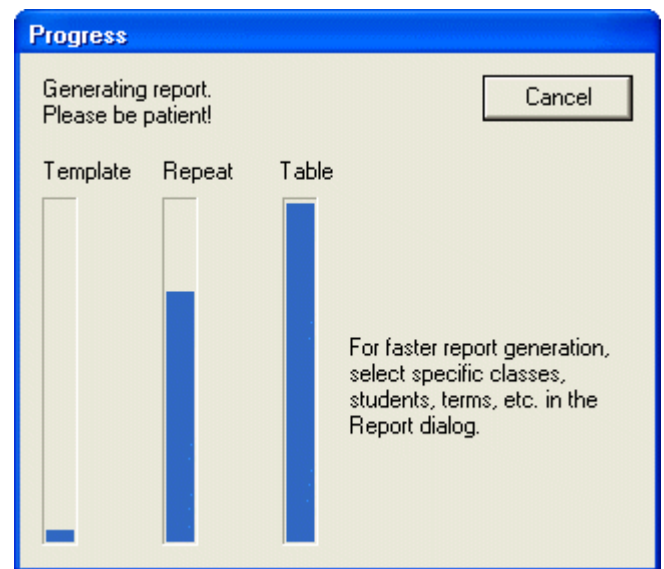 Progress
Generating report.
Please be patient!
Cancel
Template Repeat Table
For faster report generation,
select specific classes,
students, terms, etc. in the
Report dialog.